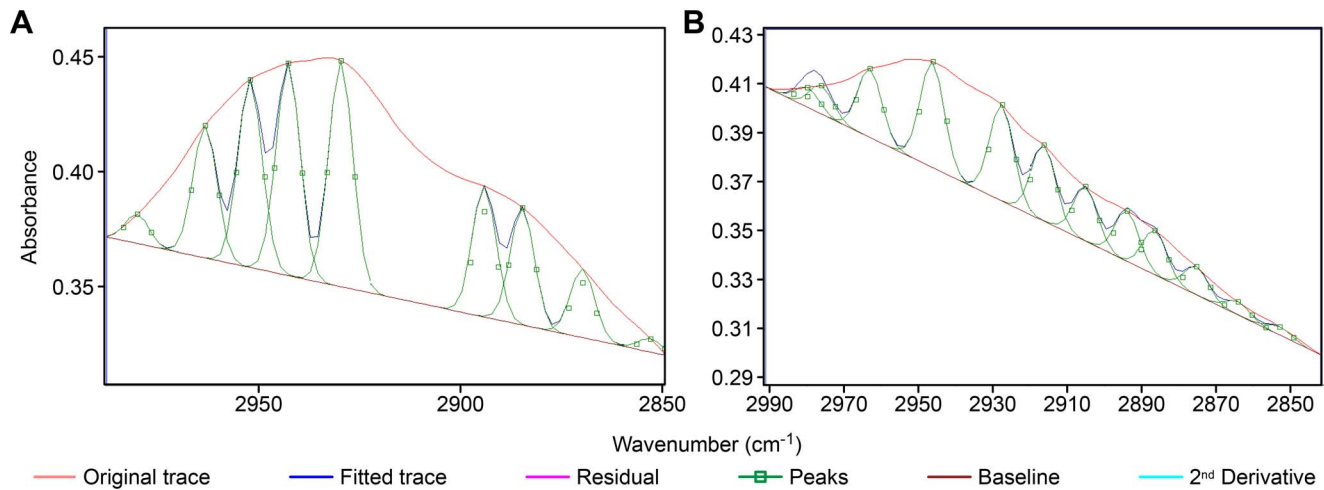 A
B
Absorbance
0.45
0.40
0.35
2950
2900
2850
0.43
0.41
0.39
0.37
0.35
0.33
0.31
0.29
2990
2970
2950
2930
2910
2890
2870
2850
Wavenumber (cm⁻¹)
Original trace
Fitted trace
Residual
Peaks
Baseline
2ⁿᵈ Derivative